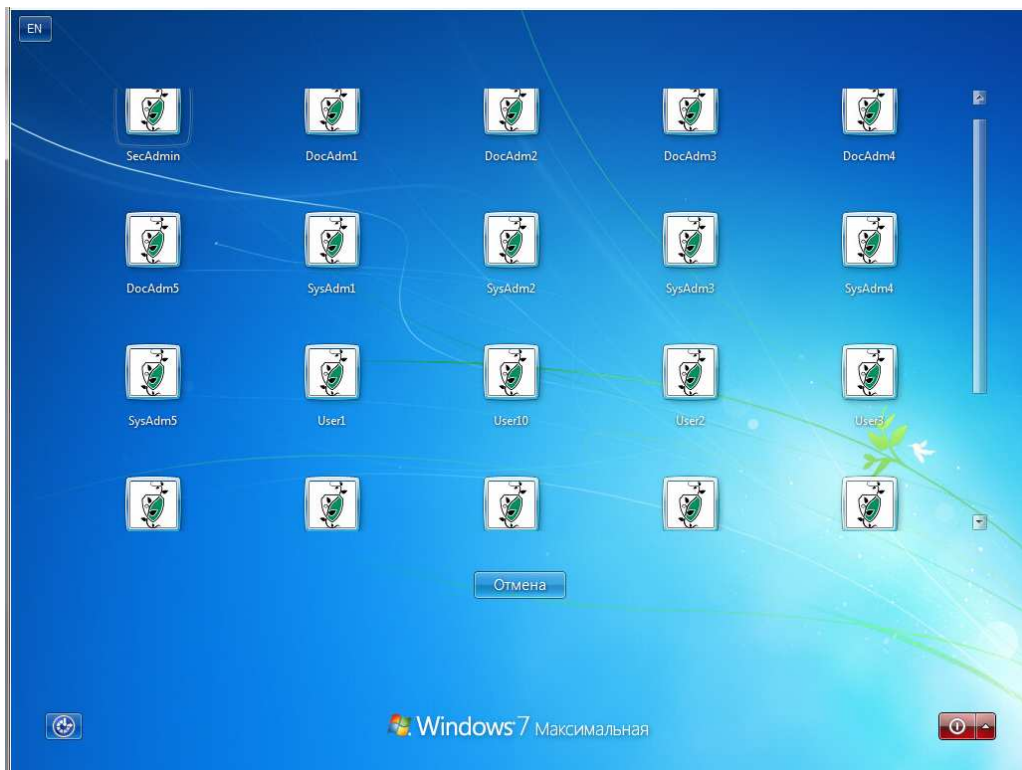 EN
SecAdmin DocAdm1 DocAdm2 DocAdm3 DocAdm4
DocAdm5 SysAdm1 SysAdm2 SysAdm3 SysAdm4
SysAdm5 User1 User10 User2 User3
Отмена
Windows 7 Максимальная